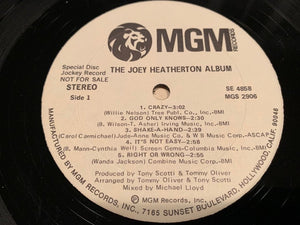 MGM
RECORDS
Special Disc
Jockey Record
NOT FOR SALE
STEREO
Side 1
THE JOEY HEATHERTON ALBUM
SE 4858
MGS 2906
1. CRAZY—3:02
(Willie Nelson) Tree Publ. Co., Inc.-BMI
2. GOD ONLY KNOWS—2:30
(B. Wilson-T. Asher) Irving Music, Inc.-BMI
3. SHAKE-A-HAND—2:39
(Carol Carmichael) Jude-Anne Music Co., & W B Music Corp.-ASCAP
4. IT'S NOT EASY—2:21
(B. Mann-Cynthia Weil) Screen Gems-Columbia Music, Inc.-BMI
5. RIGHT OR WRONG—2:55
(Wanda Jackson) Combine Music Corp.-BMI
Produced by Tony Scotti & Tommy Oliver
Arranged by Tommy Oliver & Tony Scotti
Mixed by Michael Lloyd
Ⓟ MGM Records, Inc.
MANUFACTURED BY MGM RECORDS, INC., 7165 SUNSET BOULEVARD, HOLLYWOOD, CALIF. 90046